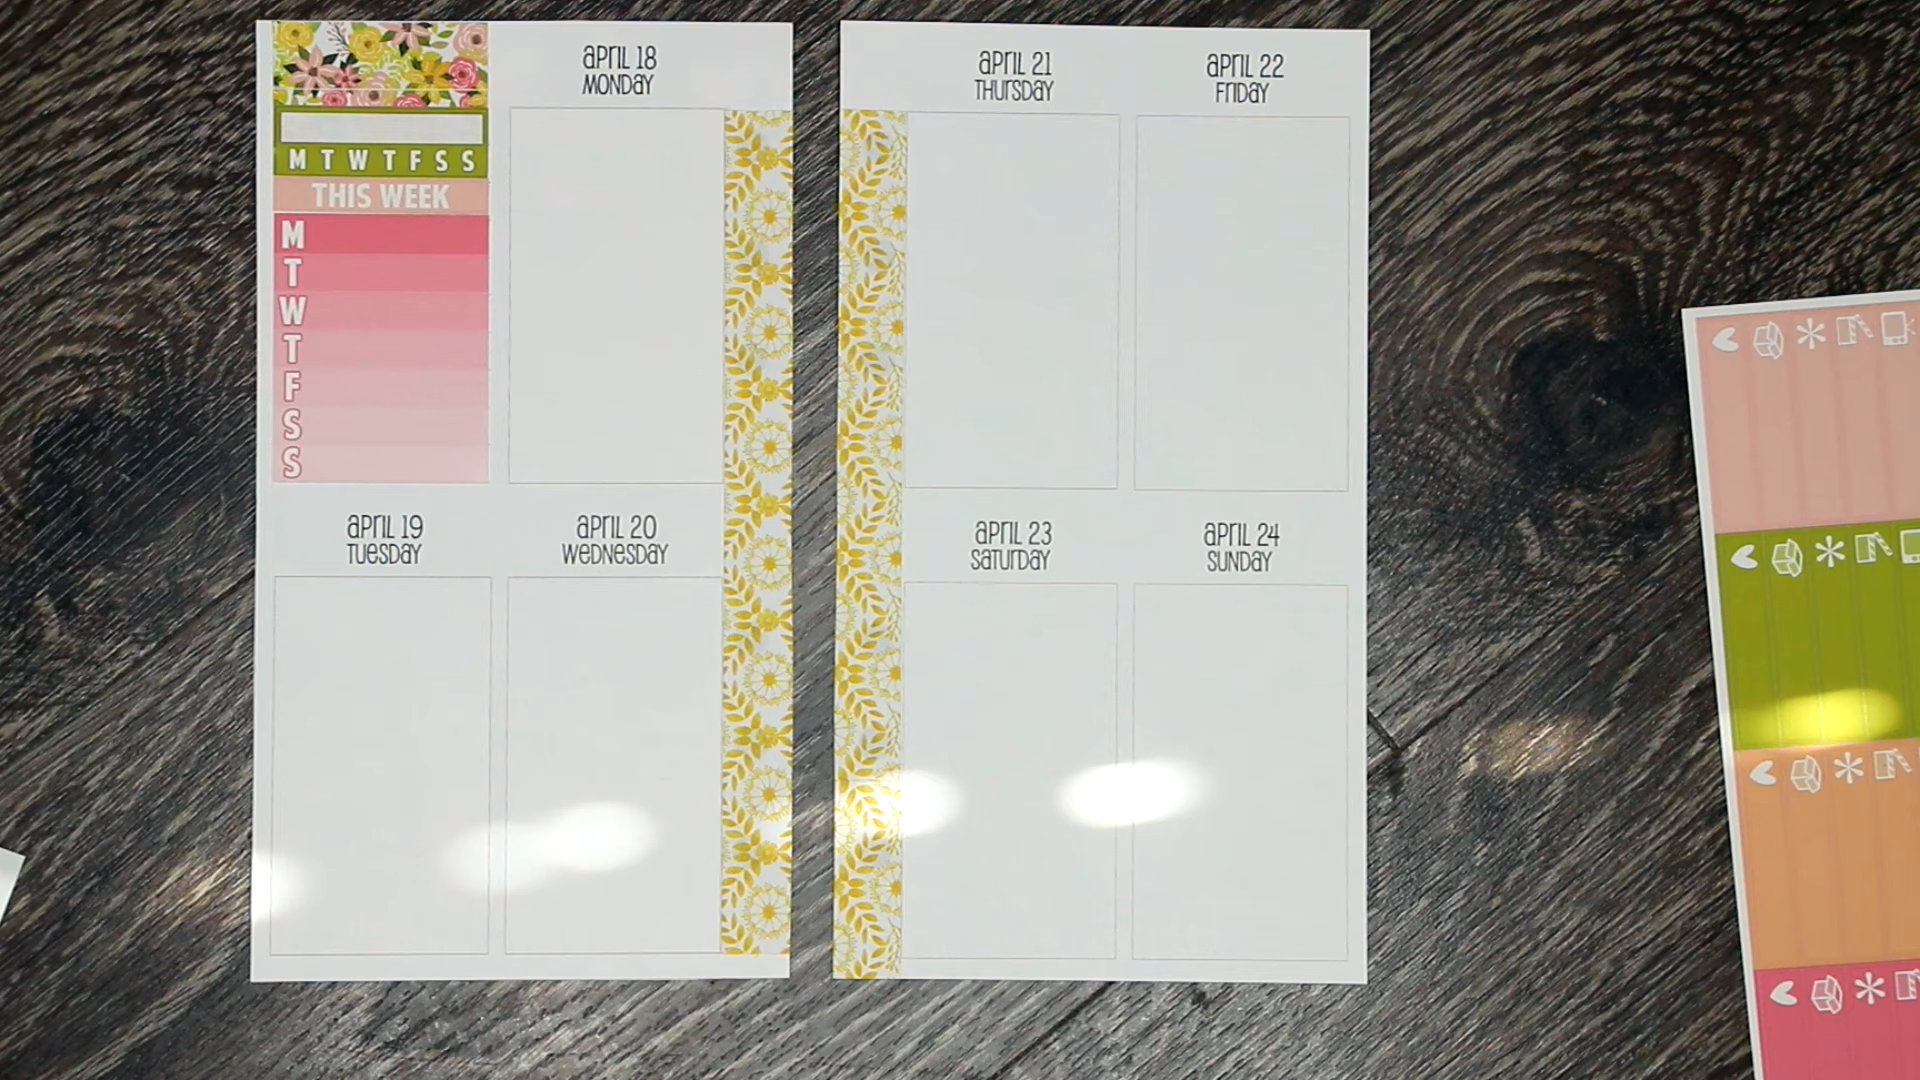 M T W T F S S
THIS WEEK
M
T
W
T
F
S
S
APRIL 18
MONDAY
APRIL 19
TUESDAY
APRIL 20
WEDNESDAY
APRIL 21
THURSDAY
APRIL 22
FRIDAY
APRIL 23
SATURDAY
APRIL 24
SUNDAY